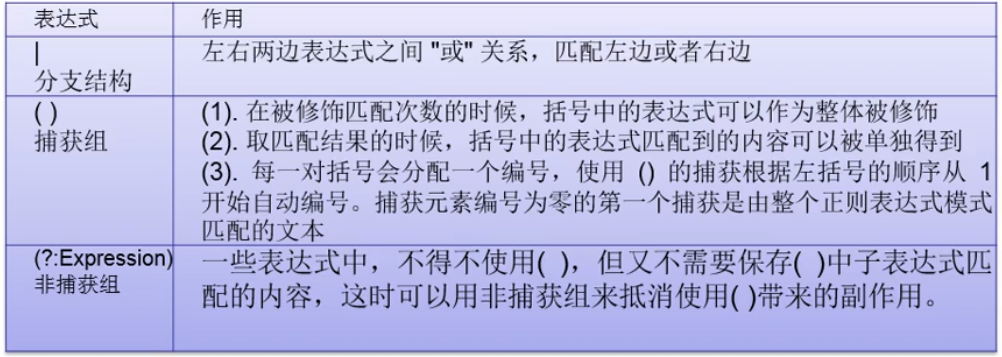 表达式 作用
| 左右两边表达式之间 "或" 关系，匹配左边或者右边
分支结构
( ) (1). 在被修饰匹配次数的时候，括号中的表达式可以作为整体被修饰
捕获组 (2). 取匹配结果的时候，括号中的表达式匹配到的内容可以被单独得到
(3). 每一对括号会分配一个编号，使用 () 的捕获根据左括号的顺序从 1
开始自动编号。捕获元素编号为零的第一个捕获是由整个正则表达式模式
匹配的文本
(?:Expression) 一些表达式中，不得不使用( )，但又不需要保存( )中子表达式匹
非捕获组 配的内容，这时可以用非捕获组来抵消使用( )带来的副作用。